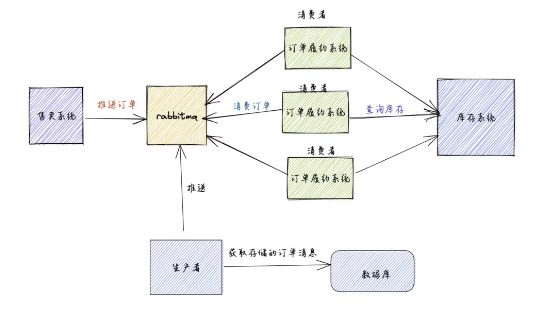 消费者
订单履约系统
消费者
订单履约系统
消费者
订单履约系统
售卖系统
推送订单
rabbitmq
消费订单
查询库存
库存系统
推送
生产者
获取存储的订单消息
数据库